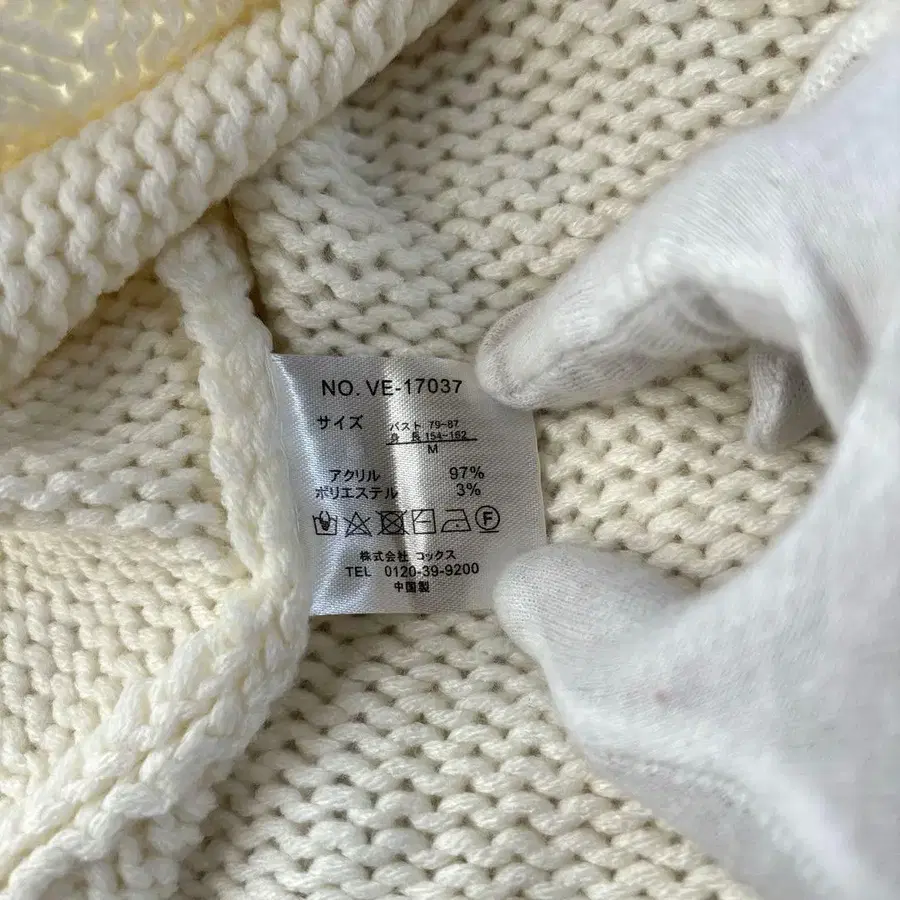 NO. VE-17037
サイズ
バスト 79-87
身 長 154-162
M
アクリル 97%
ポリエステル 3%
F
株式会社 コックス
TEL 0120-39-9200
中国製